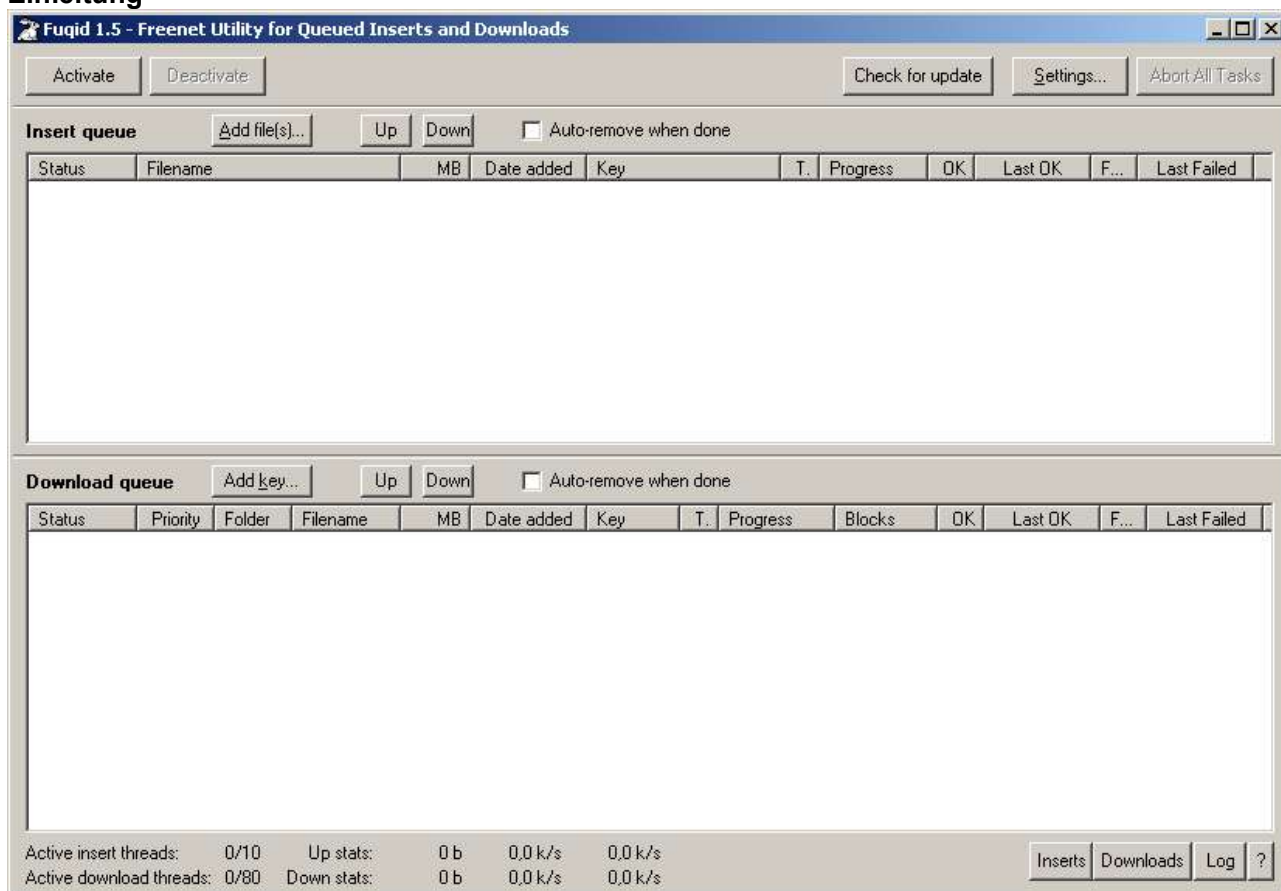 Einleitung
Fuqid 1.5 - Freenet Utility for Queued Inserts and Downloads
Activate Deactivate Check for update Settings... Abort All Tasks
Insert queue Add file(s)... Up Down Auto-remove when done
Status Filename MB Date added Key T. Progress OK Last OK F... Last Failed
Download queue Add key... Up Down Auto-remove when done
Status Priority Folder Filename MB Date added Key T. Progress Blocks OK Last OK F... Last Failed
Active insert threads: 0/10 Up stats: 0 b 0,0 k/s 0,0 k/s
Active download threads: 0/80 Down stats: 0 b 0,0 k/s 0,0 k/s
Inserts Downloads Log ?